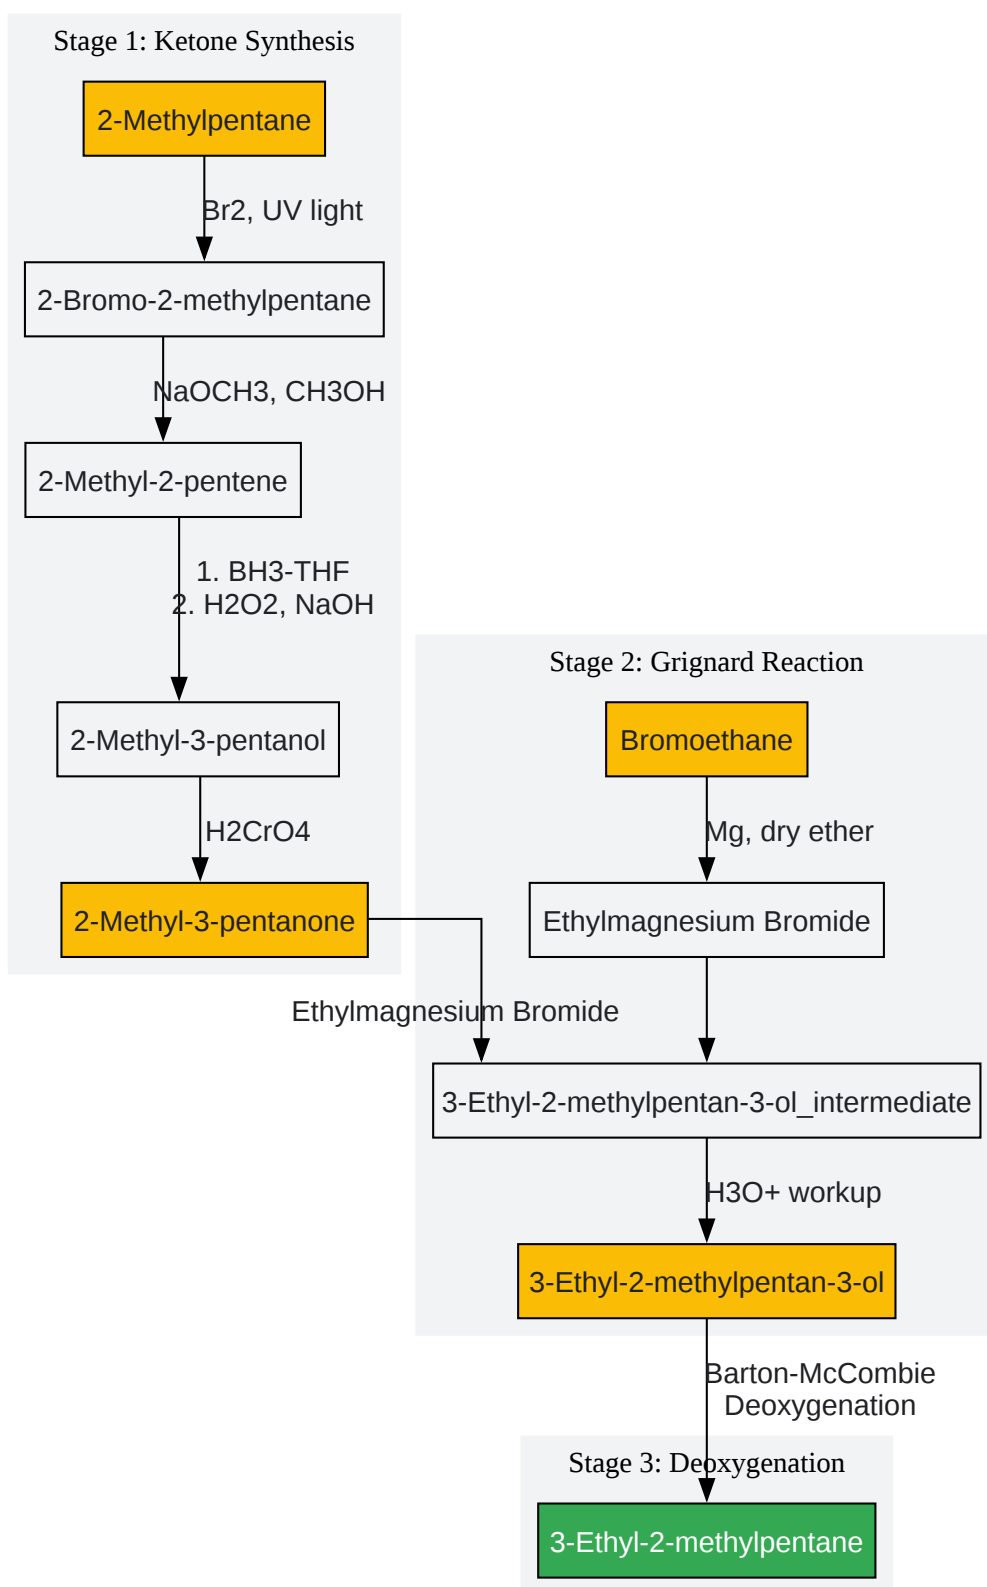 Stage 1: Ketone Synthesis
2-Methylpentane
Br2, UV light
2-Bromo-2-methylpentane
NaOCH3, CH3OH
2-Methyl-2-pentene
1. BH3-THF
2. H2O2, NaOH
2-Methyl-3-pentanol
H2CrO4
2-Methyl-3-pentanone
Stage 2: Grignard Reaction
Bromoethane
Mg, dry ether
Ethylmagnesium Bromide
Ethylmagnesium Bromide
3-Ethyl-2-methylpentan-3-ol_intermediate
H3O+ workup
3-Ethyl-2-methylpentan-3-ol
Barton-McCombie
Deoxygenation
Stage 3: Deoxygenation
3-Ethyl-2-methylpentane